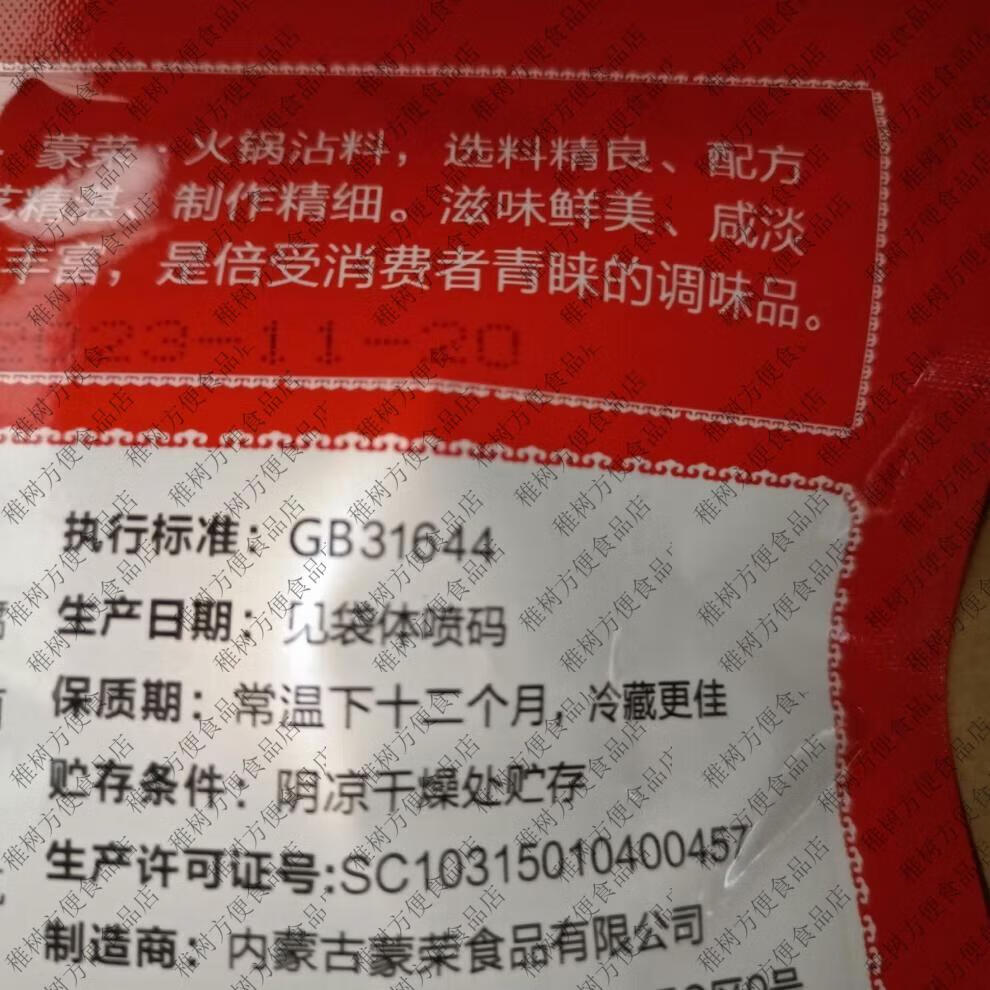 蒙荣·火锅沾料，选料精良、配方
精湛、制作精细。滋味鲜美、咸淡
丰富，是倍受消费者青睐的调味品。
2023-11-20
执行标准：GB31644
生产日期：见袋体喷码
保质期：常温下十二个月，冷藏更佳
贮存条件：阴凉干燥处贮存
生产许可证号:SC10315010400457
制造商：内蒙古蒙荣食品有限公司
稚树方便食品店